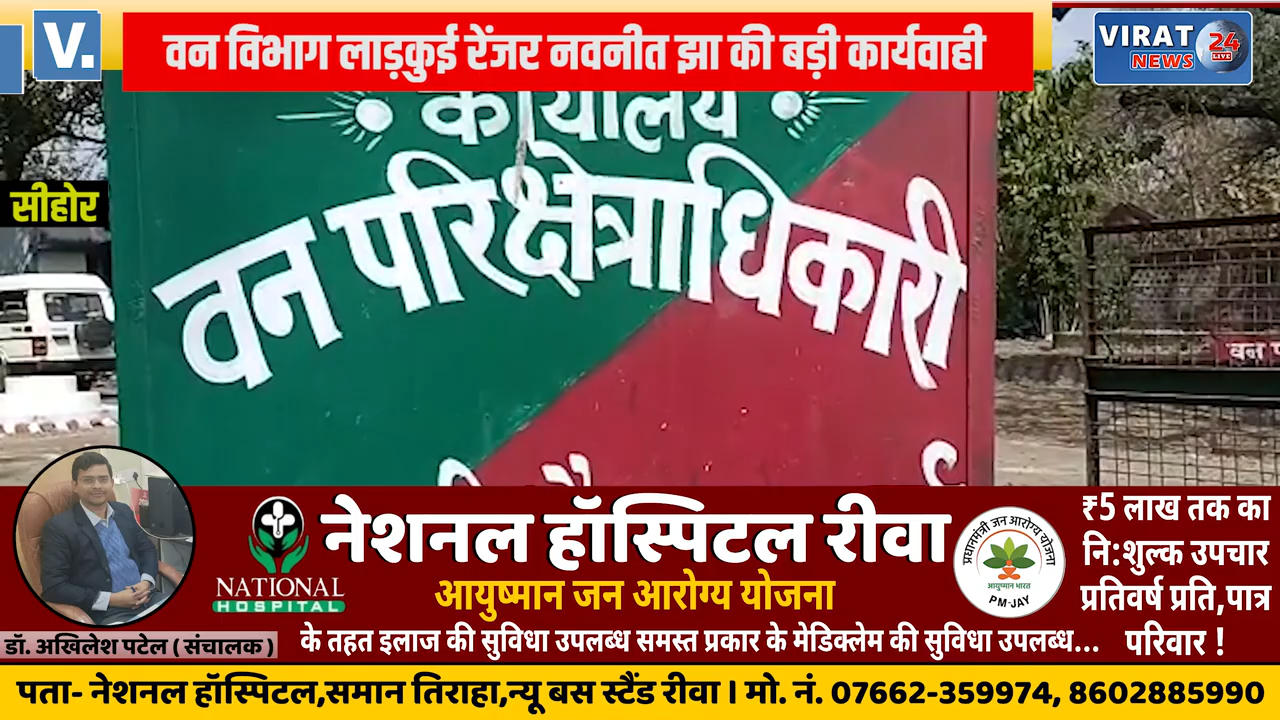 V.
वन विभाग लाड़कुई रेंजर नवनीत झा की बड़ी कार्यवाही
VIRAT
NEWS 24
LIVE
सीहोर
कार्यालय
वन परिक्षेत्राधिकारी
वन
नेशनल हॉस्पिटल रीवा
NATIONAL
HOSPITAL
आयुष्मान जन आरोग्य योजना
के तहत इलाज की सुविधा उपलब्ध समस्त प्रकार के मेडिक्लेम की सुविधा उपलब्ध...
प्रधानमंत्री जन आरोग्य योजना
आयुष्मान भारत
PM-JAY
₹5 लाख तक का
नि:शुल्क उपचार
प्रतिवर्ष प्रति,पात्र
परिवार !
डॉ. अखिलेश पटेल ( संचालक )
पता- नेशनल हॉस्पिटल,समान तिराहा,न्यू बस स्टैंड रीवा । मो. नं. 07662-359974, 8602885990